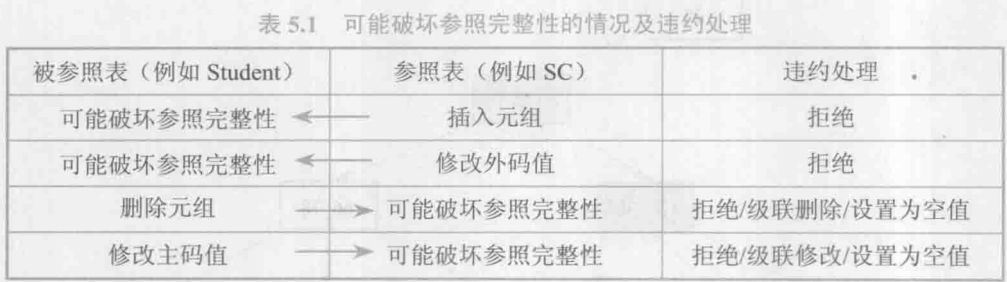 表 5.1 可能破坏参照完整性的情况及违约处理
被参照表（例如 Student） 参照表（例如 SC） 违约处理
可能破坏参照完整性 插入元组 拒绝
可能破坏参照完整性 修改外码值 拒绝
删除元组 可能破坏参照完整性 拒绝/级联删除/设置为空值
修改主码值 可能破坏参照完整性 拒绝/级联修改/设置为空值